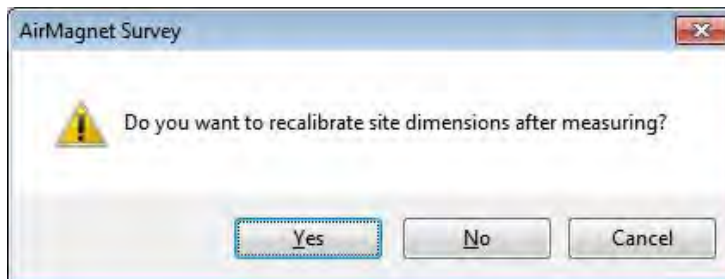 AirMagnet Survey
Do you want to recalibrate site dimensions after measuring?
Yes No Cancel